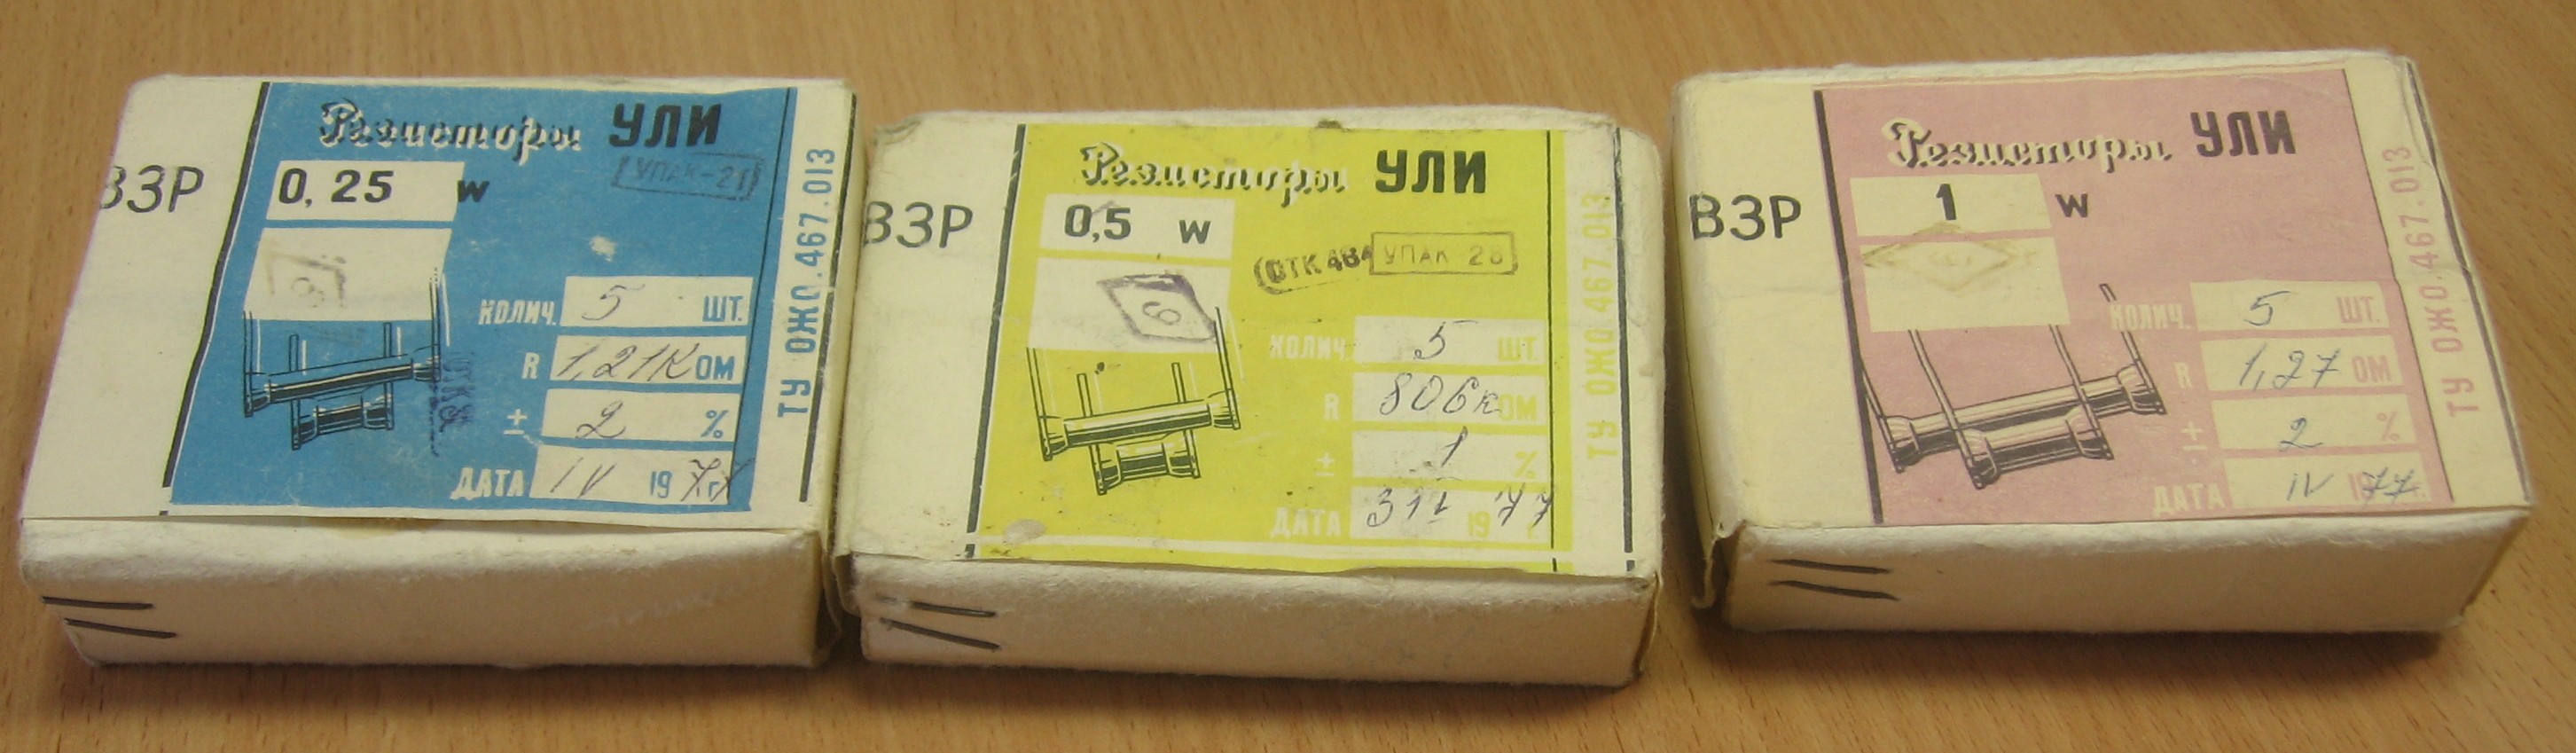 ВЗР
Резисторы УЛИ
УПАК-21
0,25 w
КОЛИЧ. 5 ШТ.
R 1,21К ОМ
± 2 %
ДАТА IV 1977г.
ТУ ОЖО.467.013
ВЗР
Резисторы УЛИ
0,5 w
ОТК 484 УПАК-28
6
КОЛИЧ. 5 ШТ.
R 806к ОМ
± 1 %
ДАТА 1977 г.
ТУ ОЖО.467.013
ВЗР
Резисторы УЛИ
1 w
КОЛИЧ. 5 ШТ.
R 1,27 ОМ
± 2 %
ДАТА IV 1977г.
ТУ ОЖО.467.013